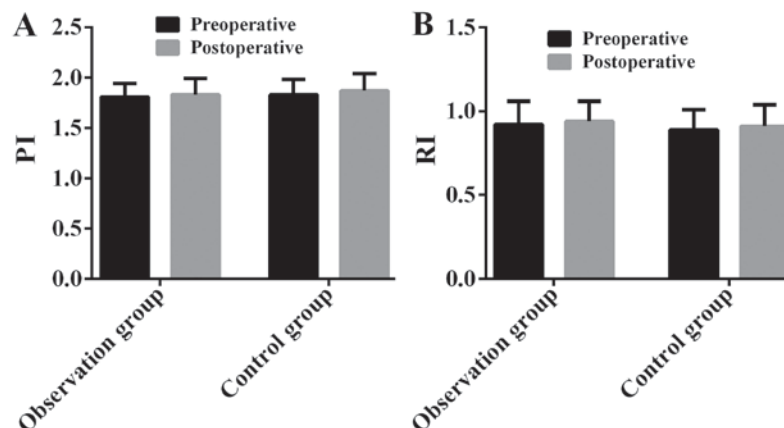 A
PI
2.5
2.0
1.5
1.0
0.5
0.0
Preoperative
Postoperative
Observation group
Control group
B
RI
1.5
1.0
0.5
0.0
Preoperative
Postoperative
Observation group
Control group